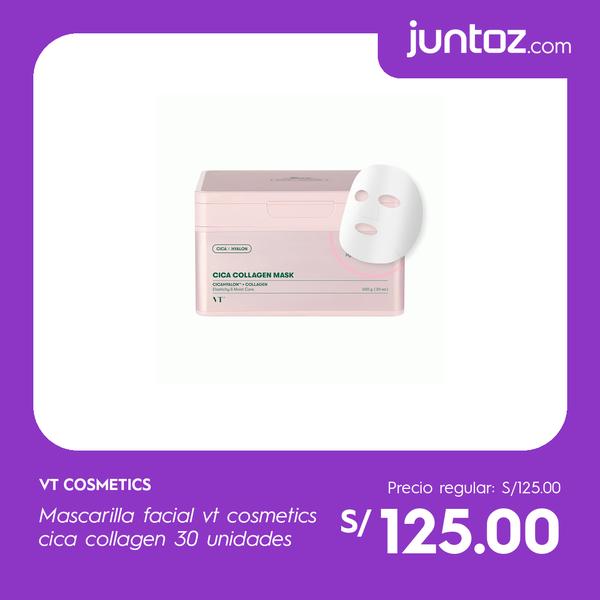 juntoz.com
CICA × HYALON
CICA COLLAGEN MASK
CICAHYALON™ + COLLAGEN
Elasticity & Moist Care
VT
VT COSMETICS
Mascarilla facial vt cosmetics
cica collagen 30 unidades
Precio regular: S/125.00
S/ 125.00